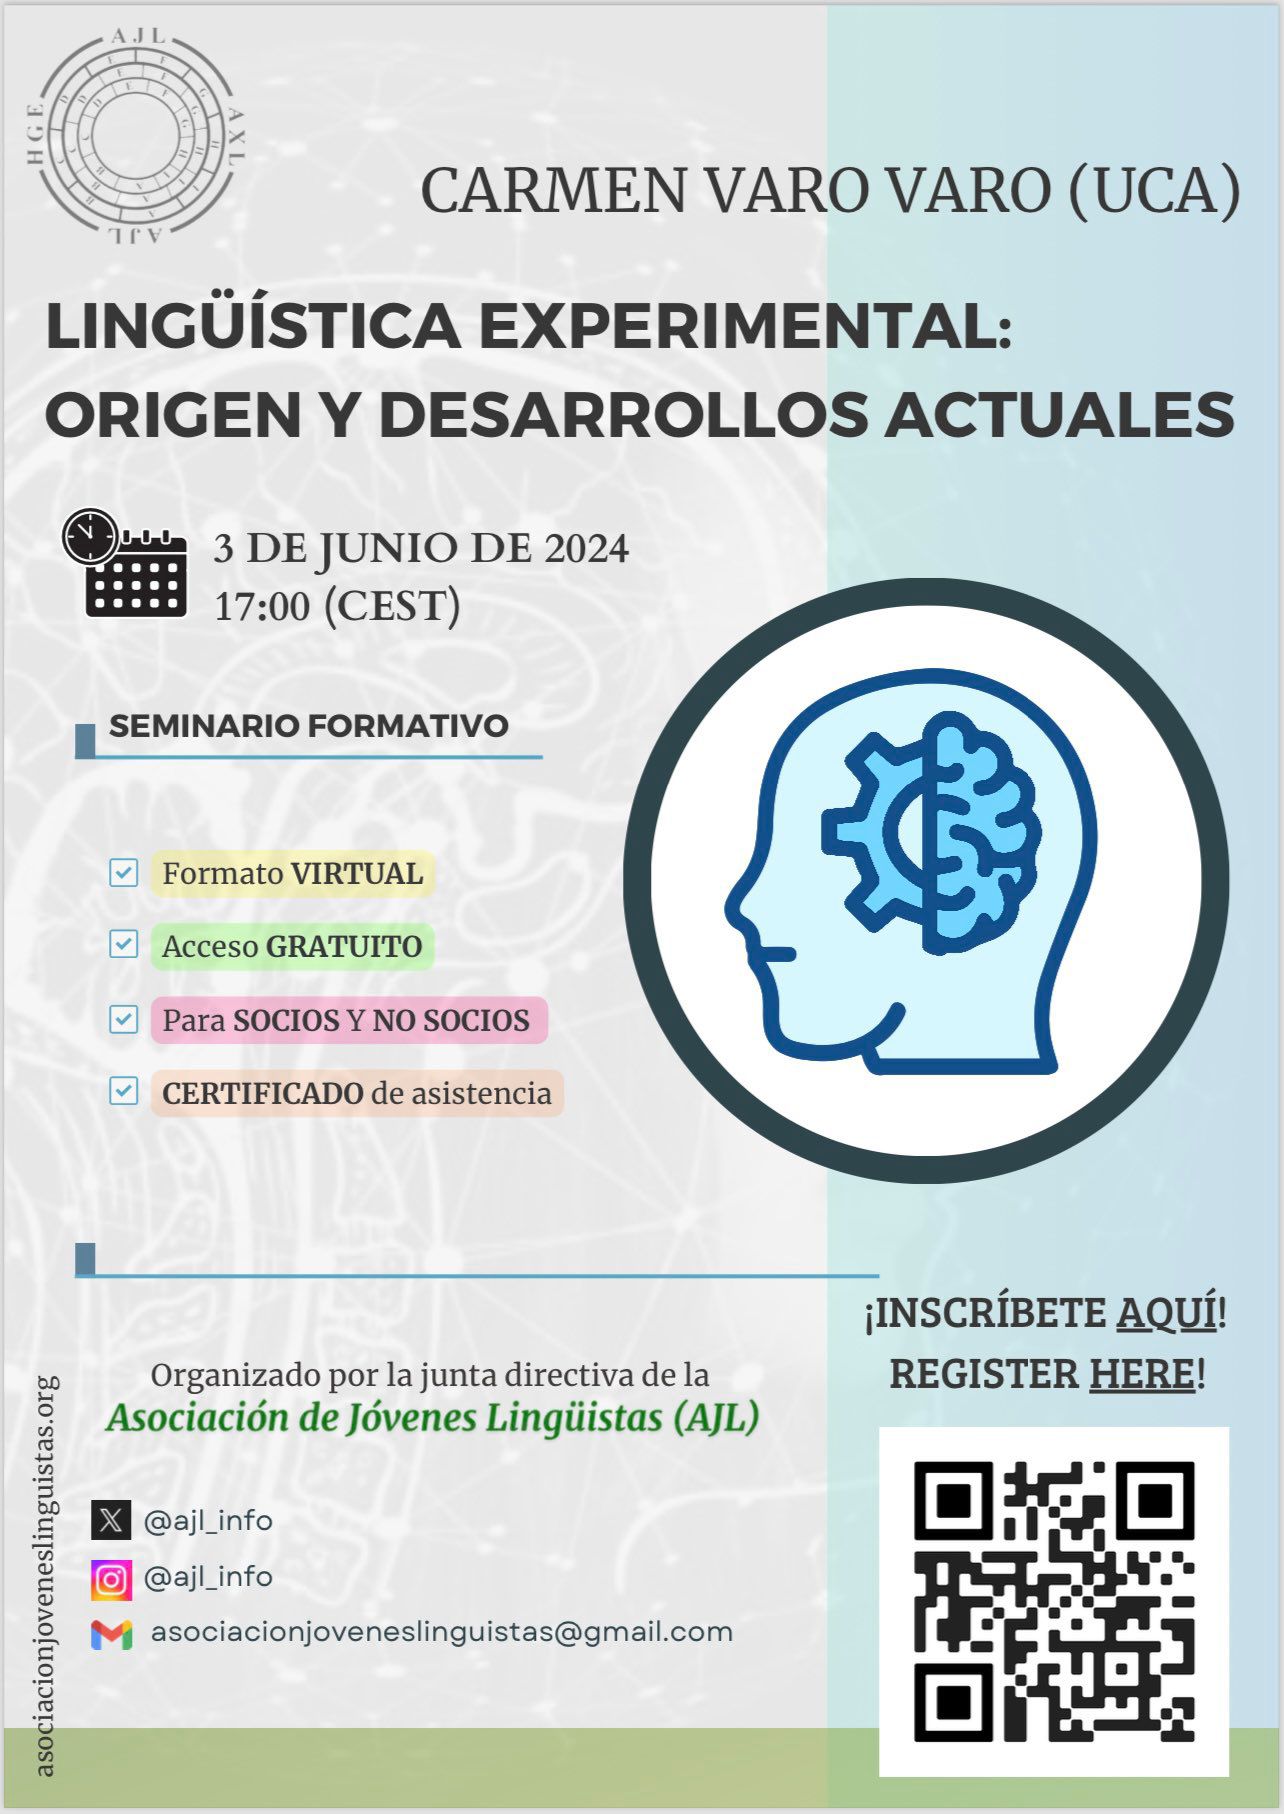 AJL
AXL
HGE
AJL
CARMEN VARO VARO (UCA)
LINGÜÍSTICA EXPERIMENTAL:
ORIGEN Y DESARROLLOS ACTUALES
3 DE JUNIO DE 2024
17:00 (CEST)
SEMINARIO FORMATIVO
Formato VIRTUAL
Acceso GRATUITO
Para SOCIOS Y NO SOCIOS
CERTIFICADO de asistencia
¡INSCRÍBETE AQUÍ!
REGISTER HERE!
Organizado por la junta directiva de la
Asociación de Jóvenes Lingüistas (AJL)
@ajl_info
@ajl_info
asociacionjoveneslinguistas@gmail.com
asociacionjoveneslinguistas.org